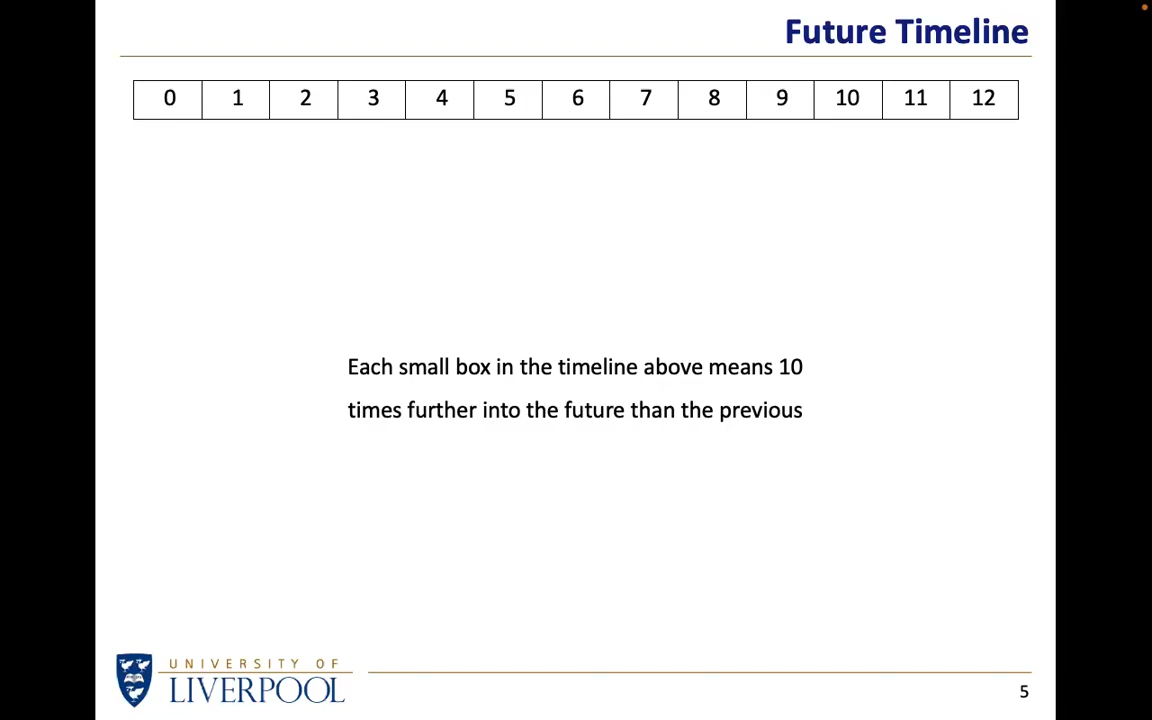 Future Timeline
0 1 2 3 4 5 6 7 8 9 10 11 12
Each small box in the timeline above means 10
times further into the future than the previous
UNIVERSITY OF
LIVERPOOL
5